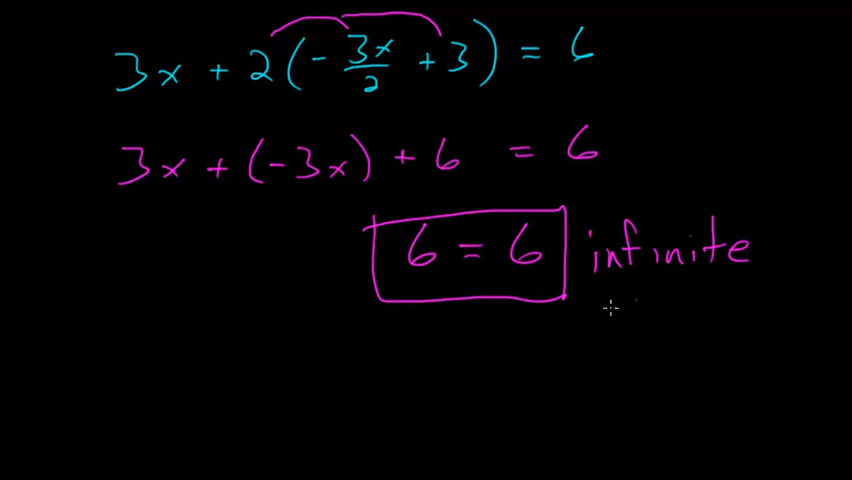 3x + 2(- 3x/2 + 3) = 6
3x + (-3x) + 6 = 6
6 = 6 infinite